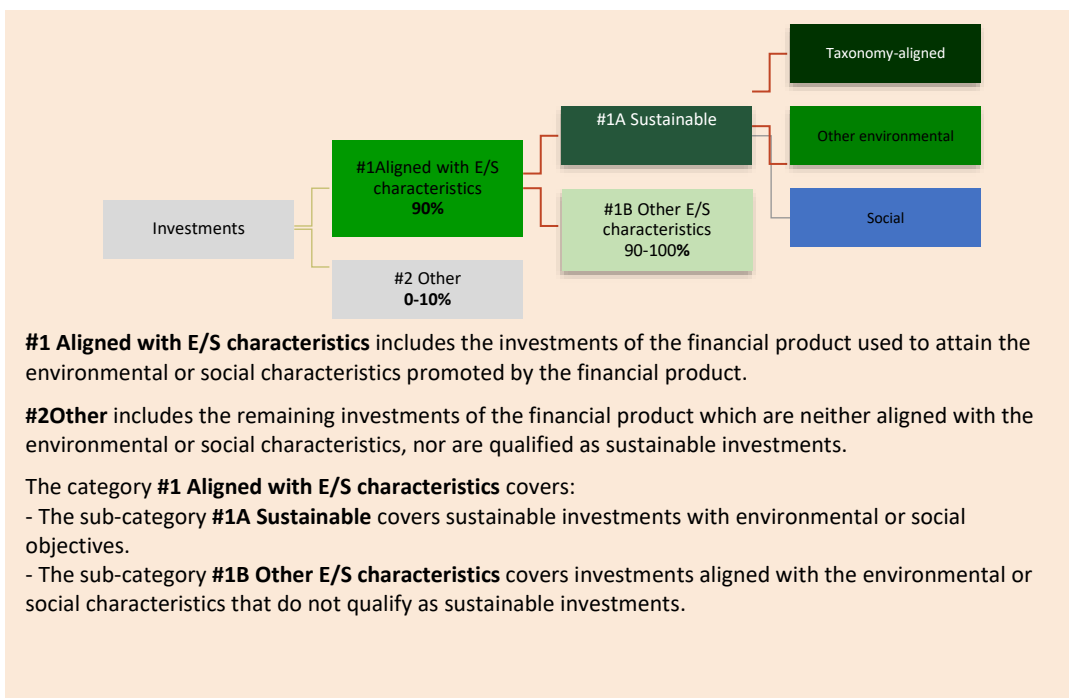 Taxonomy-aligned
#1A Sustainable
Other environmental
#1Aligned with E/S
characteristics
90%
#1B Other E/S
characteristics
90-100%
Social
Investments
#2 Other
0-10%
#1 Aligned with E/S characteristics includes the investments of the financial product used to attain the
environmental or social characteristics promoted by the financial product.
#2Other includes the remaining investments of the financial product which are neither aligned with the
environmental or social characteristics, nor are qualified as sustainable investments.
The category #1 Aligned with E/S characteristics covers:
- The sub-category #1A Sustainable covers sustainable investments with environmental or social
objectives.
- The sub-category #1B Other E/S characteristics covers investments aligned with the environmental or
social characteristics that do not qualify as sustainable investments.